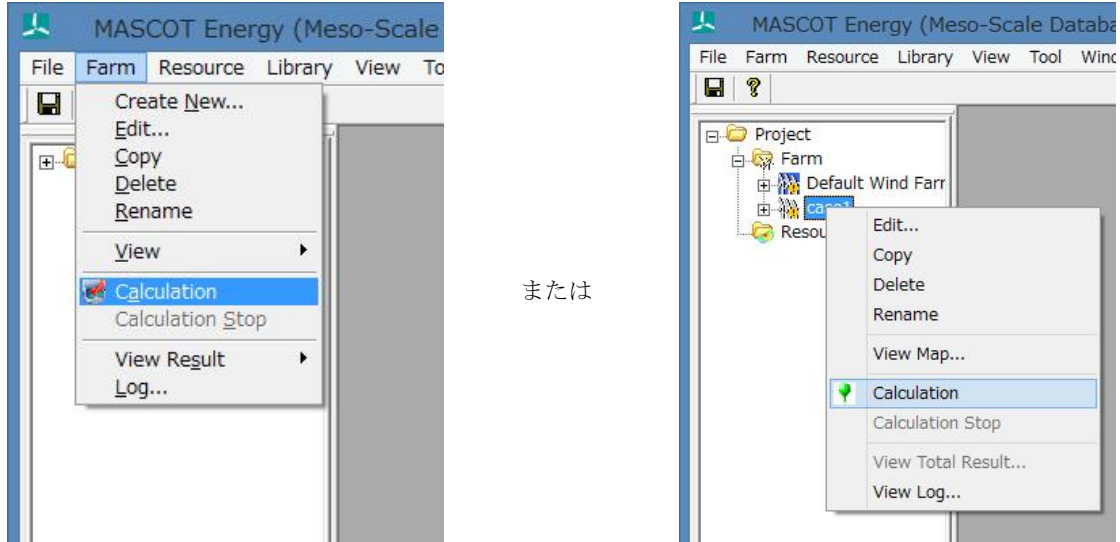 MASCOT Energy (Meso-Scale
File Farm Resource Library View To
Create New...
Edit...
Copy
Delete
Rename
View
Calculation
Calculation Stop
View Result
Log...
または
MASCOT Energy (Meso-Scale Databa
File Farm Resource Library View Tool Wind
Project
Farm
Default Wind Farr
case1
Resou
Edit...
Copy
Delete
Rename
View Map...
Calculation
Calculation Stop
View Total Result...
View Log...